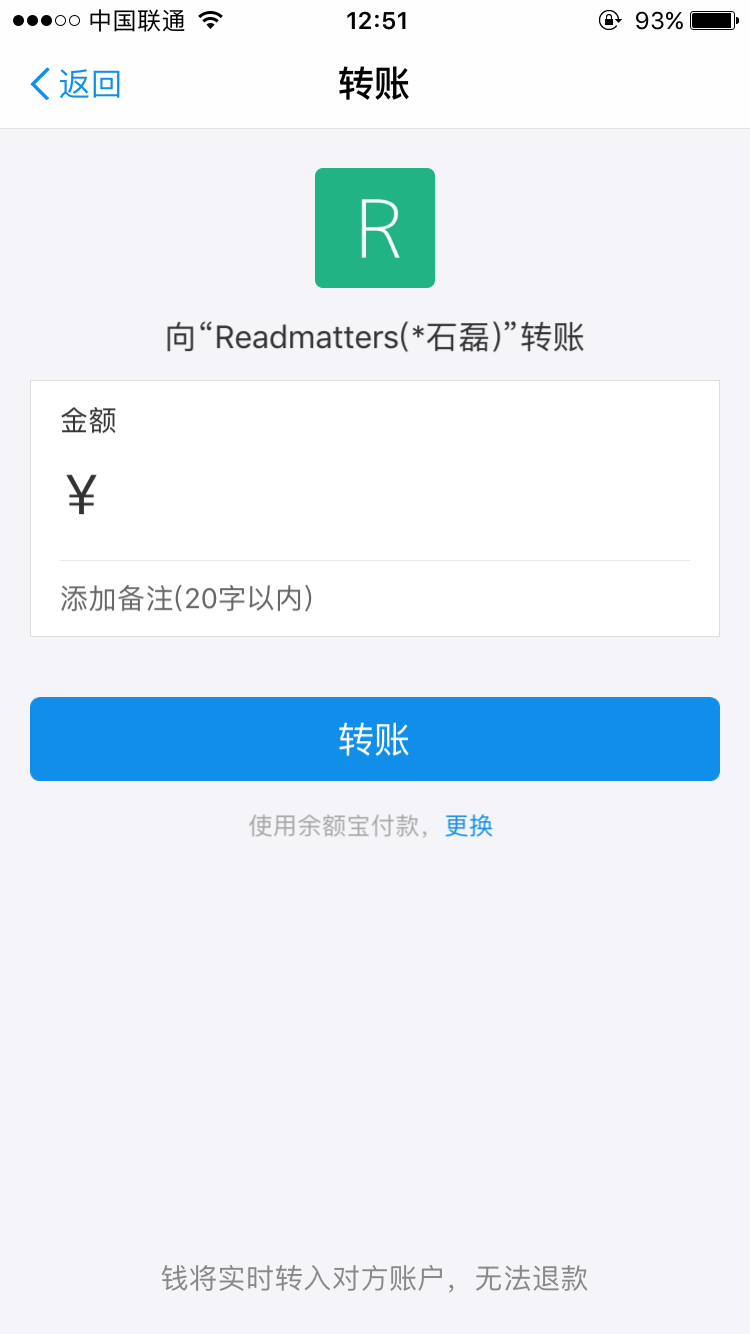 中国联通 12:51 93%
返回 转账
R
向“Readmatters(*石磊)”转账
金额
¥
添加备注(20字以内)
转账
使用余额宝付款，更换
钱将实时转入对方账户，无法退款